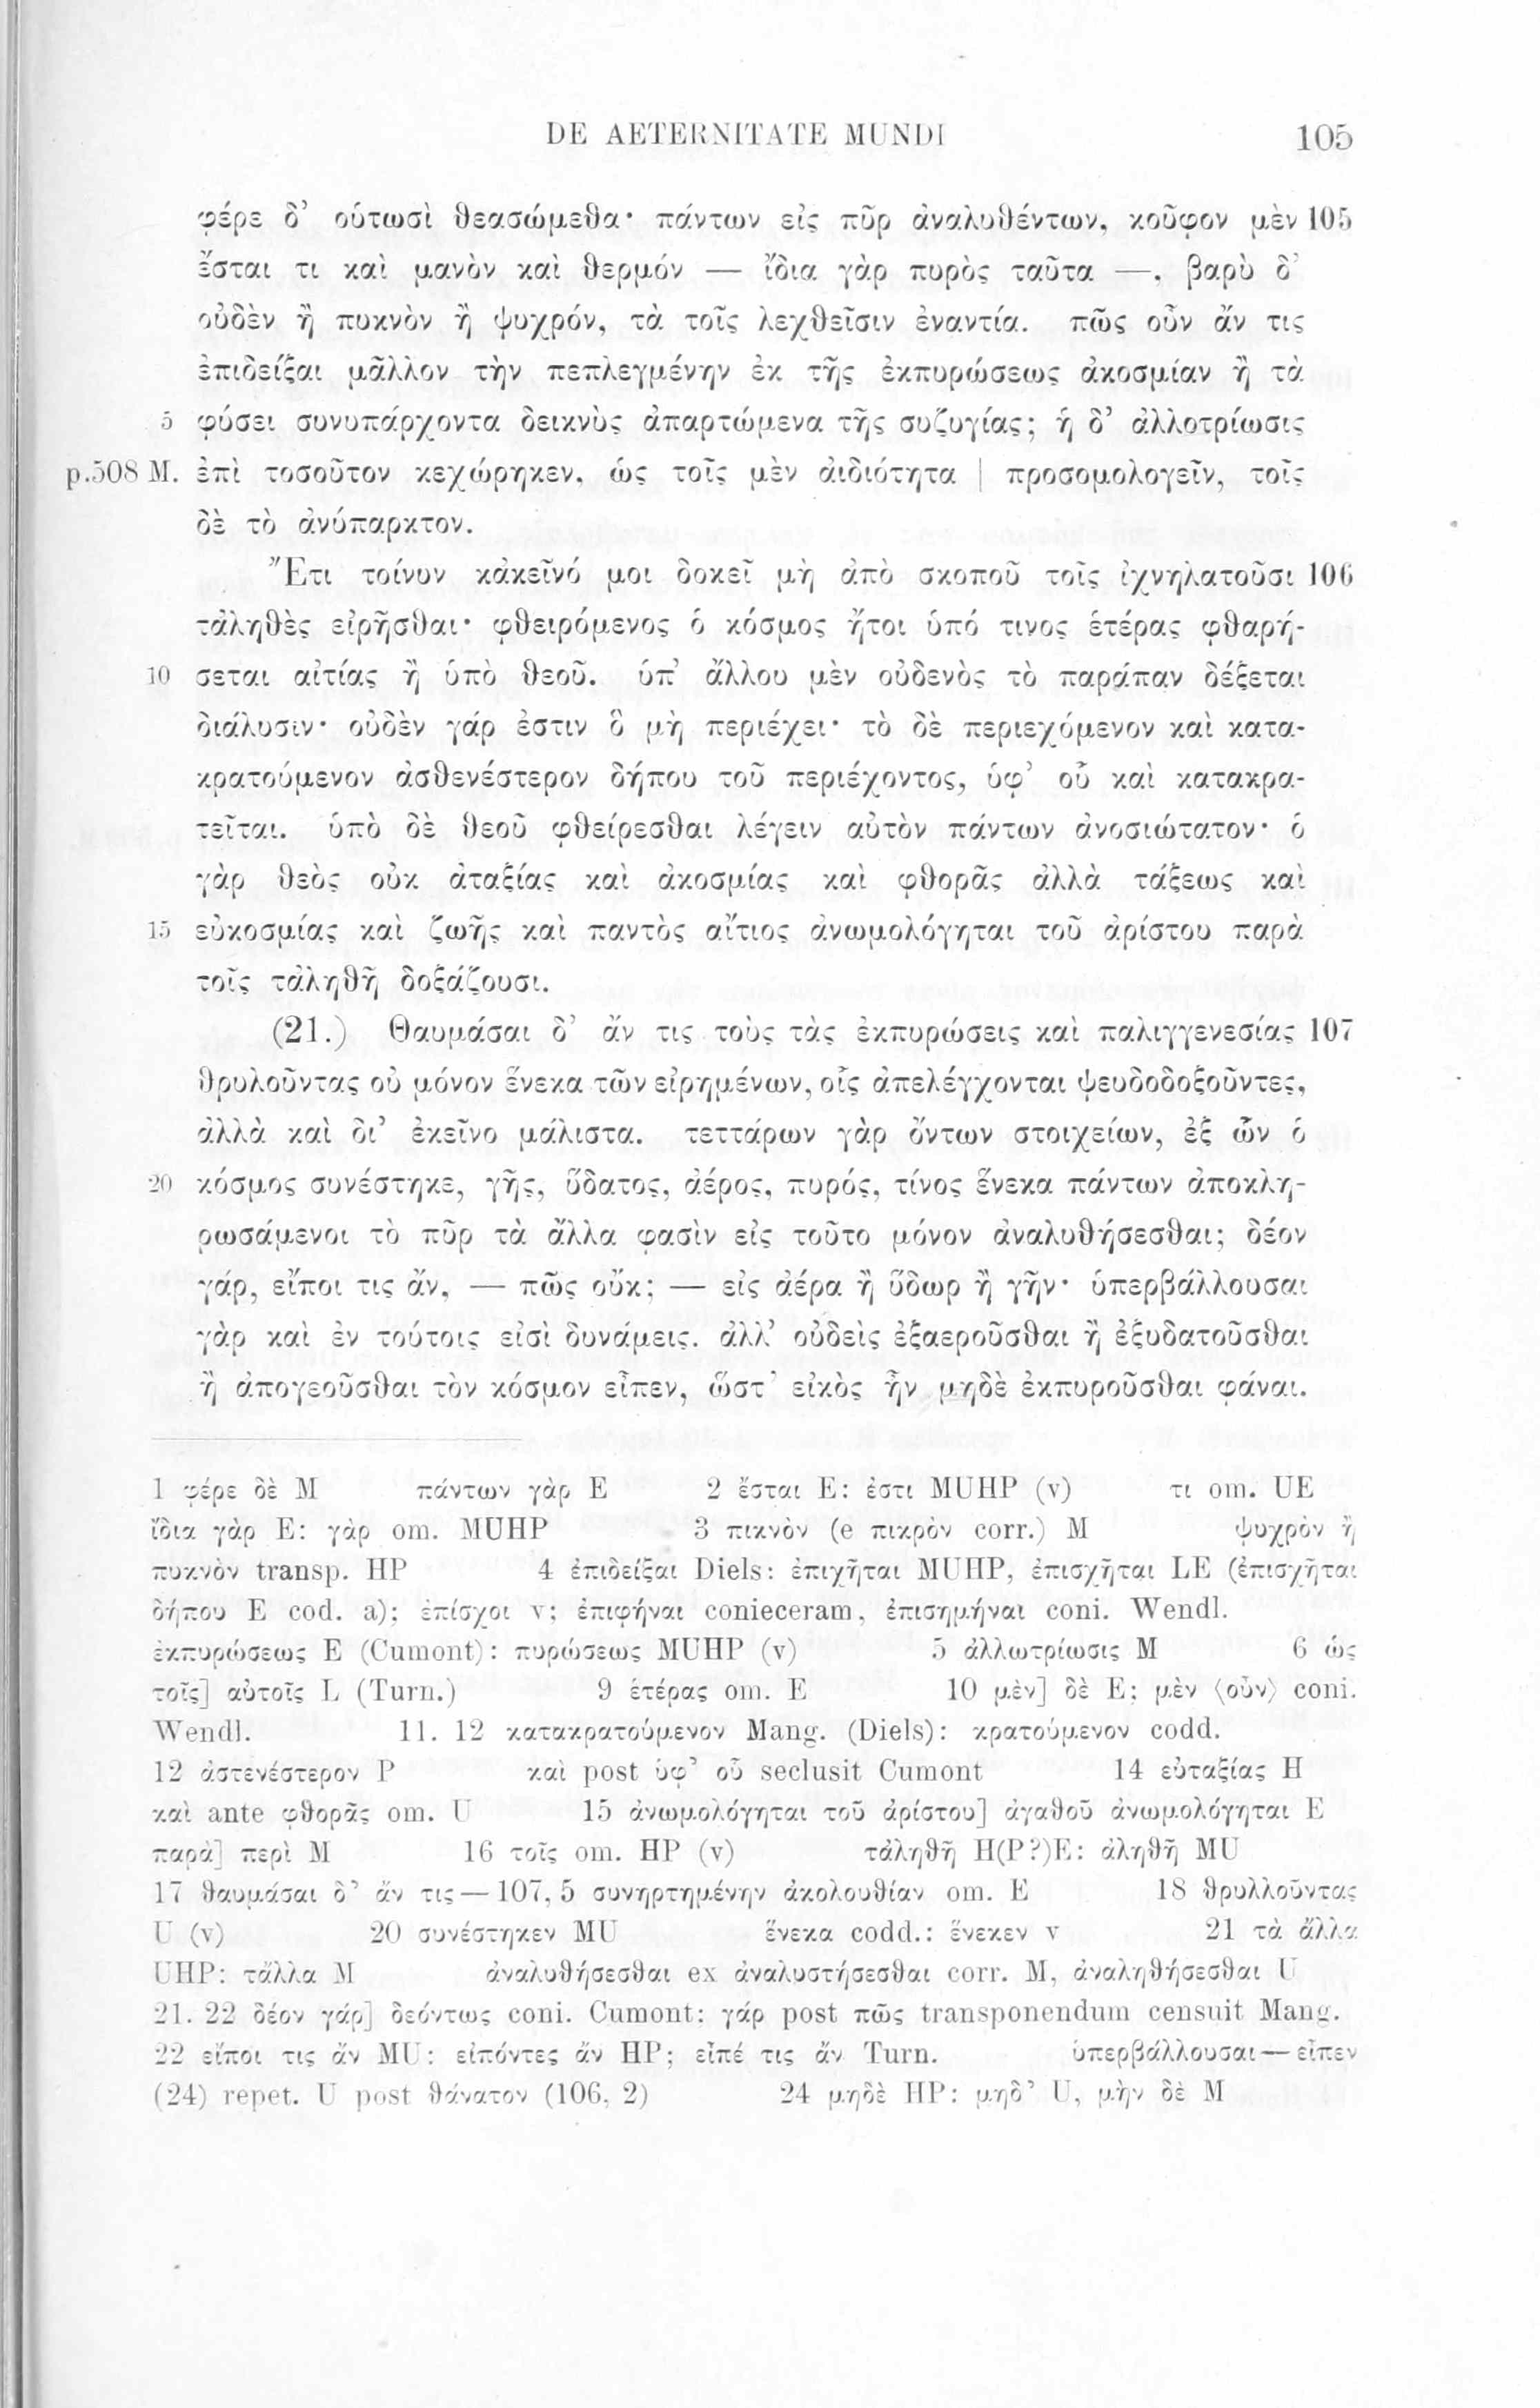 DE AETERNITATE MUNDI 105
φέρε δ’ οὑτωσὶ θεασώμεθα· πάντων εἰς πῦρ ἀναλυθέντων, κοῦφον μὲν 105
ἔσται τι καὶ μανὸν καὶ θερμόν — ἴδια γὰρ πυρὸς ταῦτα —, βαρὺ δ’
οὐδὲν ἢ πυκνὸν ἢ ψυχρόν, τὰ τοῖς λεχθεῖσιν ἐναντία. πῶς οὖν ἄν τις
ἐπιδείξαι μᾶλλον τὴν πεπλεγμένην ἐκ τῆς ἐκπυρώσεως ἀκοσμίαν ἢ τὰ
5 φύσει συνυπάρχοντα δεικνὺς ἀπαρτώμενα τῆς συζυγίας; ἡ δ’ ἀλλοτρίωσις
p.508 M. ἐπὶ τοσοῦτον κεχώρηκεν, ὡς τοῖς μὲν ἀιδιότητα | προσομολογεῖν, τοῖς
δὲ τὸ ἀνύπαρκτον.
Ἔτι τοίνυν κἀκεῖνό μοι δοκεῖ μὴ ἀπὸ σκοποῦ τοῖς ἰχνηλατοῦσι 106
τἀληθὲς εἰρῆσθαι· φθειρόμενος ὁ κόσμος ἤτοι ὑπό τινος ἑτέρας φθαρή-
10 σεται αἰτίας ἢ ὑπὸ θεοῦ. ὑπ’ ἄλλου μὲν οὐδενὸς τὸ παράπαν δέξεται
διάλυσιν· οὐδὲν γάρ ἐστιν ὃ μὴ περιέχει· τὸ δὲ περιεχόμενον καὶ κατα-
κρατούμενον ἀσθενέστερον δήπου τοῦ περιέχοντος, ὑφ’ οὗ καὶ κατακρα-
τεῖται. ὑπὸ δὲ θεοῦ φθείρεσθαι λέγειν αὐτὸν πάντων ἀνοσιώτατον· ὁ
γὰρ θεὸς οὐκ ἀταξίας καὶ ἀκοσμίας καὶ φθορᾶς ἀλλὰ τάξεως καὶ
15 εὐκοσμίας καὶ ζωῆς καὶ παντὸς αἴτιος ἀνωμολόγηται τοῦ ἀρίστου παρὰ
τοῖς τἀληθῆ δοξάζουσι.
(21.) Θαυμάσαι δ’ ἄν τις τοὺς τὰς ἐκπυρώσεις καὶ παλιγγενεσίας 107
θρυλοῦντας οὐ μόνον ἕνεκα τῶν εἰρημένων, οἷς ἀπελέγχονται ψευδοδοξοῦντες,
ἀλλὰ καὶ δι’ ἐκεῖνο μάλιστα. τεττάρων γὰρ ὄντων στοιχείων, ἐξ ὧν ὁ
20 κόσμος συνέστηκε, γῆς, ὕδατος, ἀέρος, πυρός, τίνος ἕνεκα πάντων ἀποκλη-
ρωσάμενοι τὸ πῦρ τὰ ἄλλα φασὶν εἰς τοῦτο μόνον ἀναλυθήσεσθαι; δέον
γάρ, εἴποι τις ἄν, — πῶς οὔκ; — εἰς ἀέρα ἢ ὕδωρ ἢ γῆν· ὑπερβάλλουσαι
γὰρ καὶ ἐν τούτοις εἰσὶ δυνάμεις. ἀλλ’ οὐδεὶς ἐξαεροῦσθαι ἢ ἐξυδατοῦσθαι
ἢ ἀπογεοῦσθαι τὸν κόσμον εἶπεν, ὥστ’ εἰκὸς ἦν μηδὲ ἐκπυροῦσθαι φάναι.
1 φέρε δὲ M πάντων γὰρ E 2 ἔσται E: ἐστι MUHP (v) τι om. UE
ἴδια γὰρ E: γὰρ om. MUHP 3 πικνὸν (e πικρὸν corr.) M ψυχρὸν ἢ
πυκνὸν transp. HP 4 ἐπιδείξαι Diels: ἐπιχῆται MUHP, ἐπισχῆται LE (ἐπισχῆται
δήπου E cod. a); ἐπίσχοι v; ἐπιφήναι conieceram, ἐπισημήναι coni. Wendl.
ἐκπυρώσεως E (Cumont): πυρώσεως MUHP (v) 5 ἀλλωτρίωσις M 6 ὡς
τοῖς] αὐτοῖς L (Turn.) 9 ἑτέρας om. E 10 μὲν] δὲ E; μὲν ⟨οὖν⟩ coni.
Wendl. 11. 12 κατακρατούμενον Mang. (Diels): κρατούμενον codd.
12 ἀστενέστερον P καὶ post ὑφ’ οὗ seclusit Cumont 14 εὐταξίας H
καὶ ante φθορᾶς om. U 15 ἀνωμολόγηται τοῦ ἀρίστου] ἀγαθοῦ ἀνωμολόγηται E
παρὰ] περὶ M 16 τοῖς om. HP (v) τἀληθῆ H(P?)E: ἀληθῆ MU
17 θαυμάσαι δ’ ἄν τις — 107, 5 συνηρτημένην ἀκολουθίαν om. E 18 θρυλλοῦντας
U (v) 20 συνέστηκεν MU ἕνεκα codd.: ἕνεκεν v 21 τὰ ἄλλα
UHP: τἄλλα M ἀναλυθήσεσθαι ex ἀναλυστήσεσθαι corr. M, ἀναληθήσεσθαι U
21. 22 δέον γάρ] δεόντως coni. Cumont: γάρ post πῶς transponendum censuit Mang.
22 εἴποι τις ἄν MU: εἰπόντες ἄν HP; εἶπέ τις ἄν Turn. ὑπερβάλλουσαι — εἶπεν
(24) repet. U post θάνατον (106, 2) 24 μηδὲ HP: μηδ’ U, μὴν δὲ M